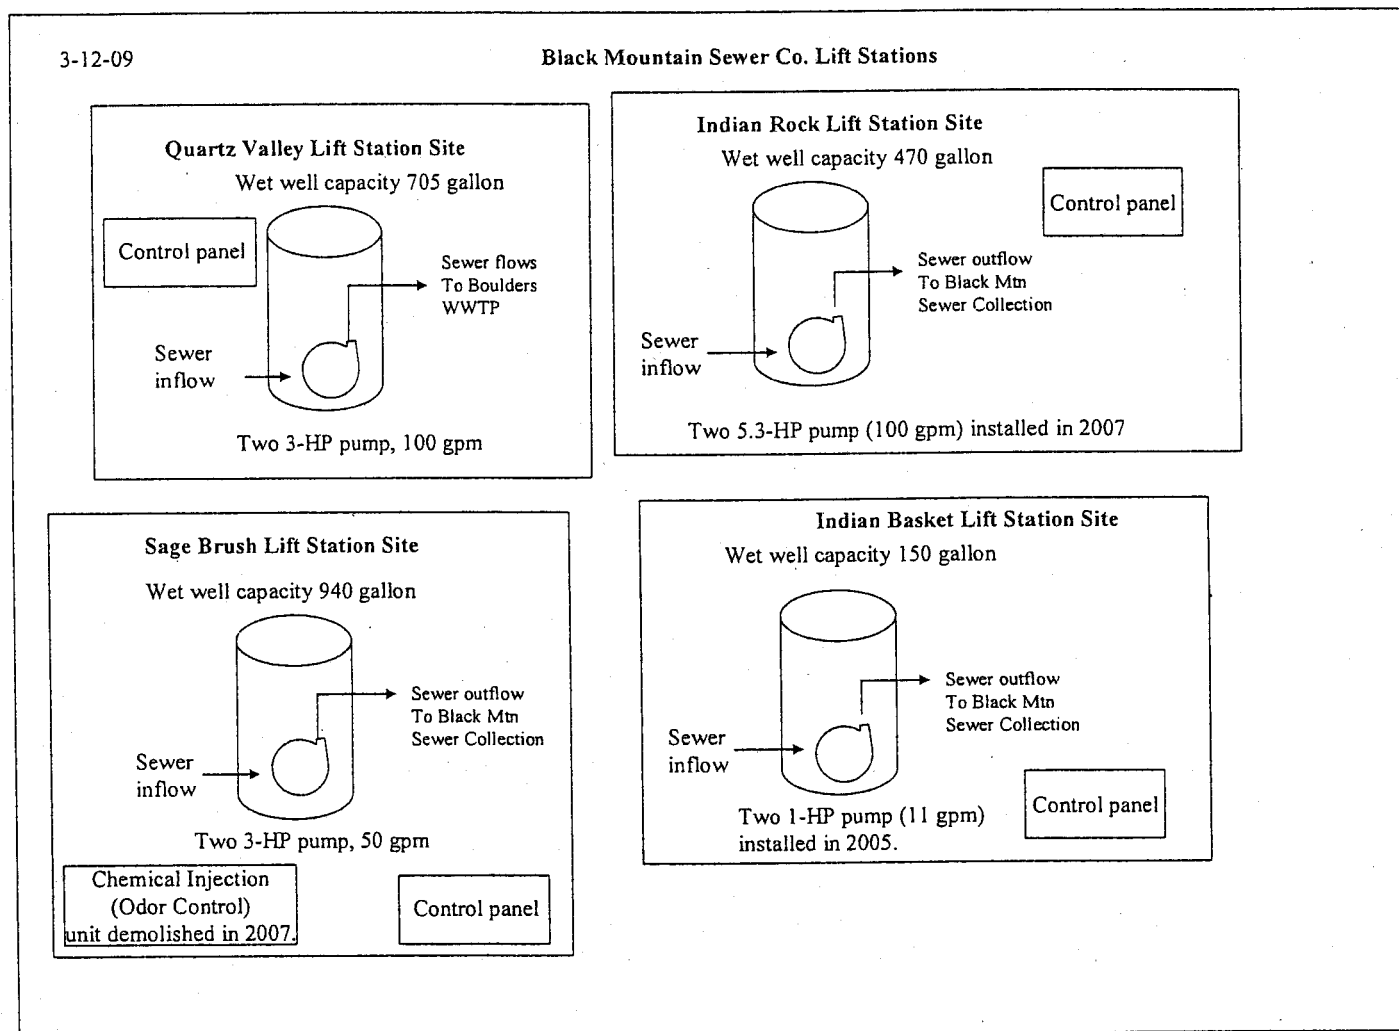 3-12-09
Black Mountain Sewer Co. Lift Stations
Quartz Valley Lift Station Site
Wet well capacity 705 gallon
Control panel
Sewer flows
To Boulders
WWTP
Sewer
inflow
Two 3-HP pump, 100 gpm
Indian Rock Lift Station Site
Wet well capacity 470 gallon
Control panel
Sewer outflow
To Black Mtn
Sewer Collection
Sewer
inflow
Two 5.3-HP pump (100 gpm) installed in 2007
Sage Brush Lift Station Site
Wet well capacity 940 gallon
Sewer outflow
To Black Mtn
Sewer Collection
Sewer
inflow
Two 3-HP pump, 50 gpm
Chemical Injection
(Odor Control)
unit demolished in 2007.
Control panel
Indian Basket Lift Station Site
Wet well capacity 150 gallon
Sewer outflow
To Black Mtn
Sewer Collection
Sewer
inflow
Two 1-HP pump (11 gpm)
installed in 2005.
Control panel